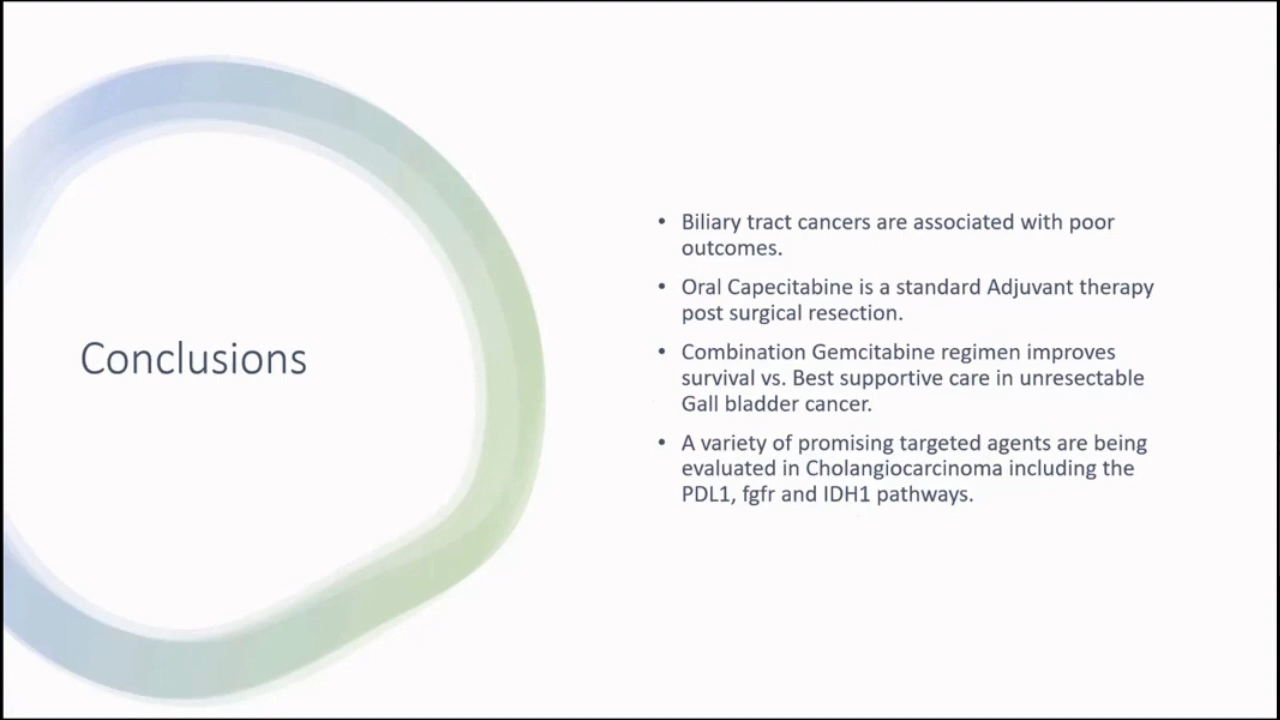 Conclusions
• Biliary tract cancers are associated with poor
outcomes.
• Oral Capecitabine is a standard Adjuvant therapy
post surgical resection.
• Combination Gemcitabine regimen improves
survival vs. Best supportive care in unresectable
Gall bladder cancer.
• A variety of promising targeted agents are being
evaluated in Cholangiocarcinoma including the
PDL1, fgfr and IDH1 pathways.